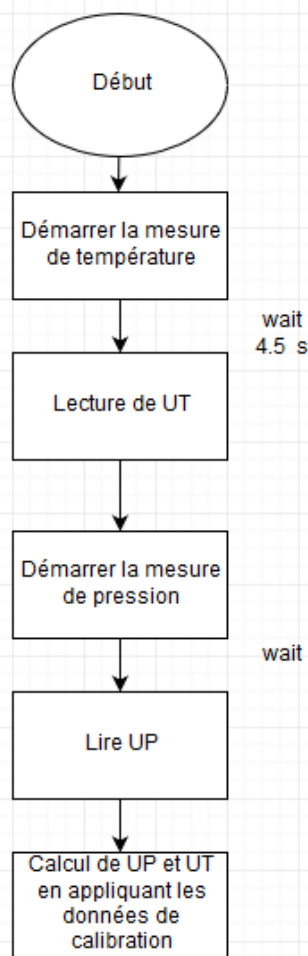 Début
Démarrer la mesure
de température
wait
4.5 s
Lecture de UT
Démarrer la mesure
de pression
wait
Lire UP
Calcul de UP et UT
en appliquant les
données de
calibration